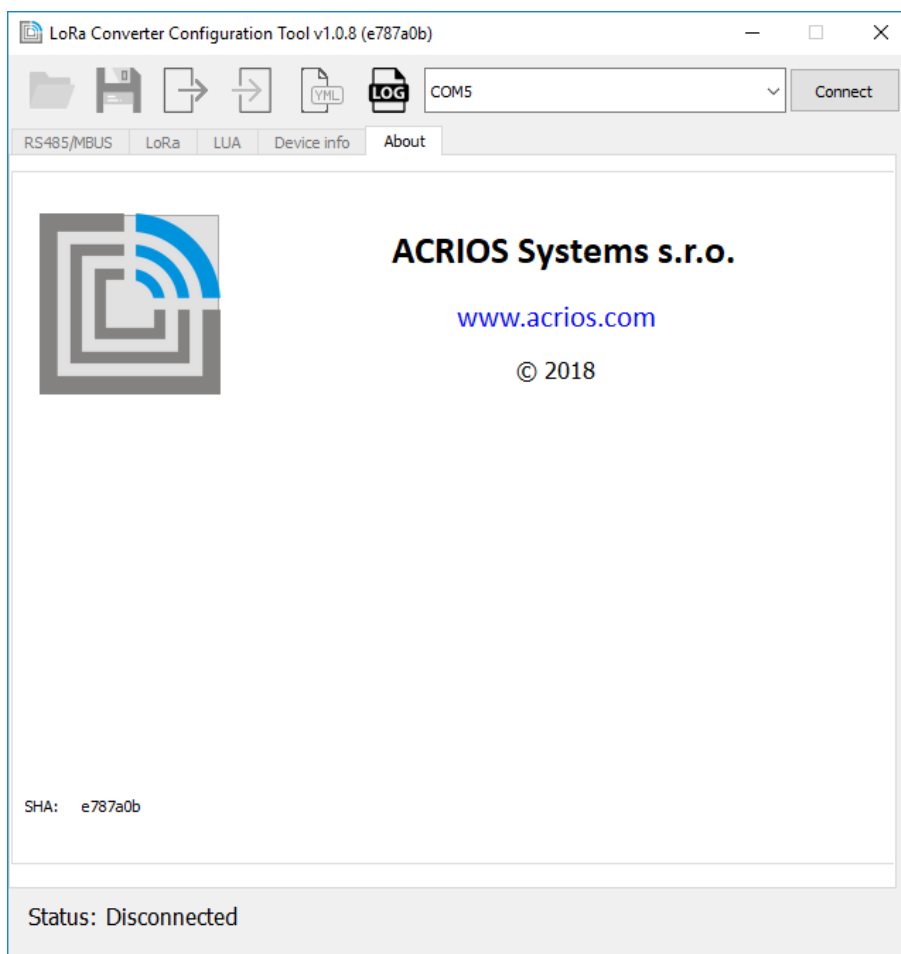 LoRa Converter Configuration Tool v1.0.8 (e787a0b)
YML LOG COM5 Connect
RS485/MBUS LoRa LUA Device info About
ACRIOS Systems s.r.o.
www.acrios.com
© 2018
SHA: e787a0b
Status: Disconnected